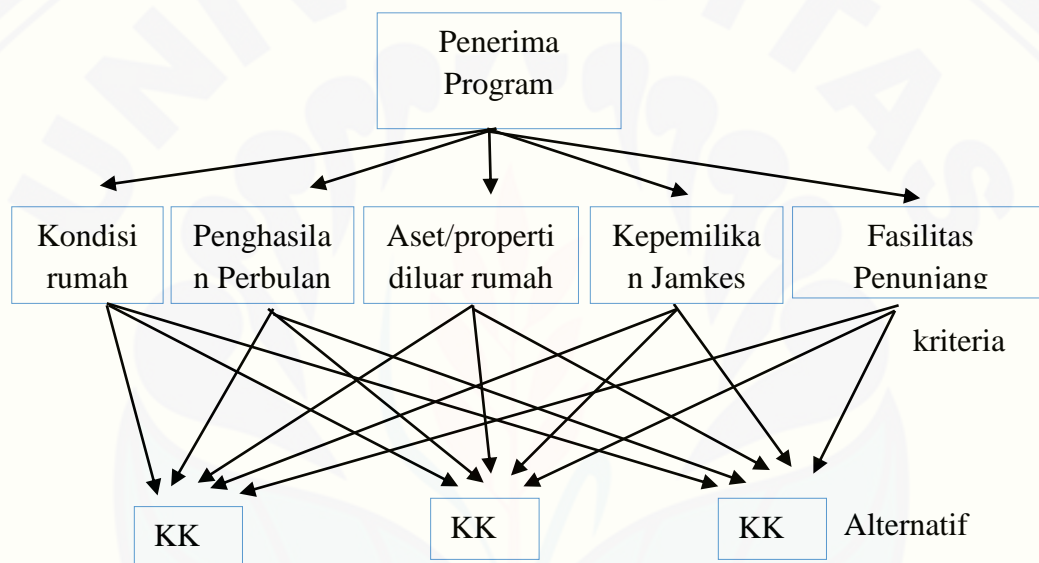 UNIVERSITAS
Penerima
Program
Kondisi
rumah
Penghasila
n Perbulan
Aset/properti
diluar rumah
Kepemilika
n Jamkes
Fasilitas
Penunjang
kriteria
KK
KK
KK
Alternatif